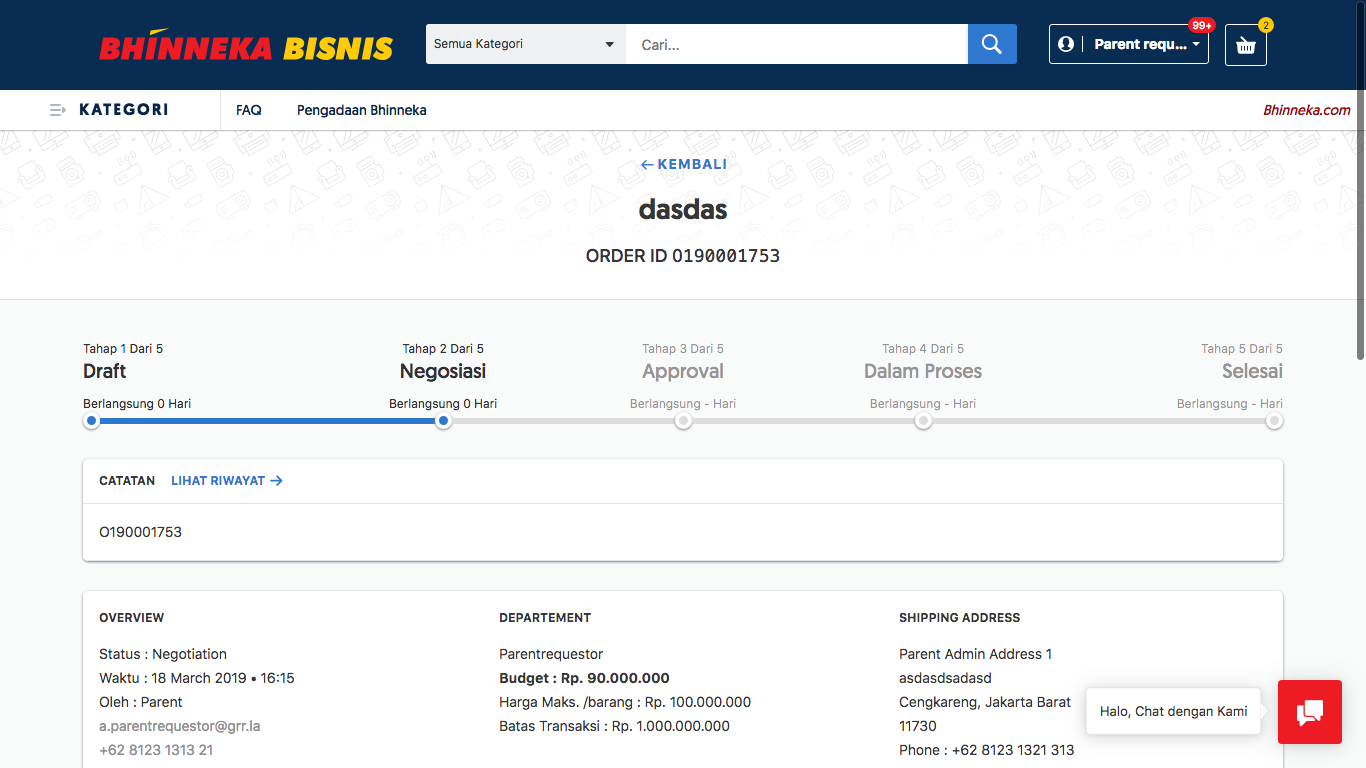 BHINNEKA BISNIS
Semua Kategori
Cari...
Parent requ...
99+
2
KATEGORI
FAQ
Pengadaan Bhinneka
Bhinneka.com
← KEMBALI
dasdas
ORDER ID O190001753
Tahap 1 Dari 5
Draft
Berlangsung 0 Hari
Tahap 2 Dari 5
Negosiasi
Berlangsung 0 Hari
Tahap 3 Dari 5
Approval
Berlangsung - Hari
Tahap 4 Dari 5
Dalam Proses
Berlangsung - Hari
Tahap 5 Dari 5
Selesai
Berlangsung - Hari
CATATAN
LIHAT RIWAYAT →
O190001753
OVERVIEW
Status : Negotiation
Waktu : 18 March 2019 • 16:15
Oleh : Parent
a.parentrequestor@grr.la
+62 8123 1313 21
DEPARTEMENT
Parentrequestor
Budget : Rp. 90.000.000
Harga Maks. /barang : Rp. 100.000.000
Batas Transaksi : Rp. 1.000.000.000
SHIPPING ADDRESS
Parent Admin Address 1
asdasdsadasd
Cengkareng, Jakarta Barat
11730
Phone : +62 8123 1321 313
Halo, Chat dengan Kami